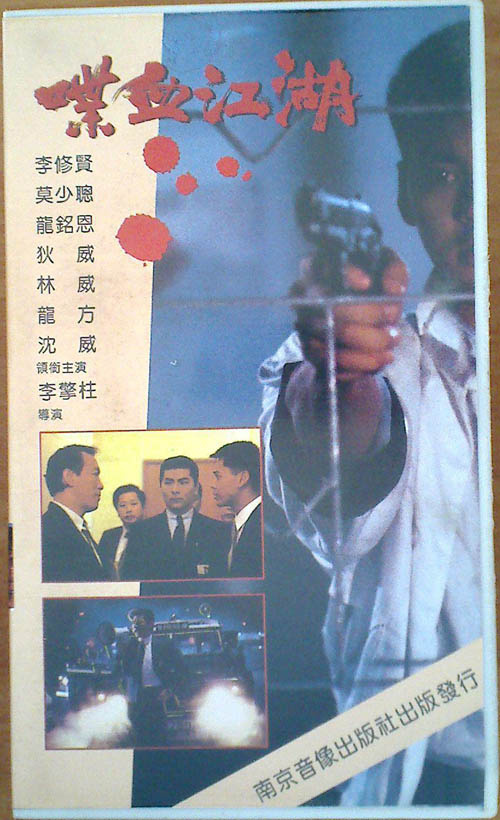 喋血江湖
李修賢
莫少聰
龍銘恩
狄威
林威
龍方
沈威
領銜主演
李擎柱
導演
南京音像出版社出版發行